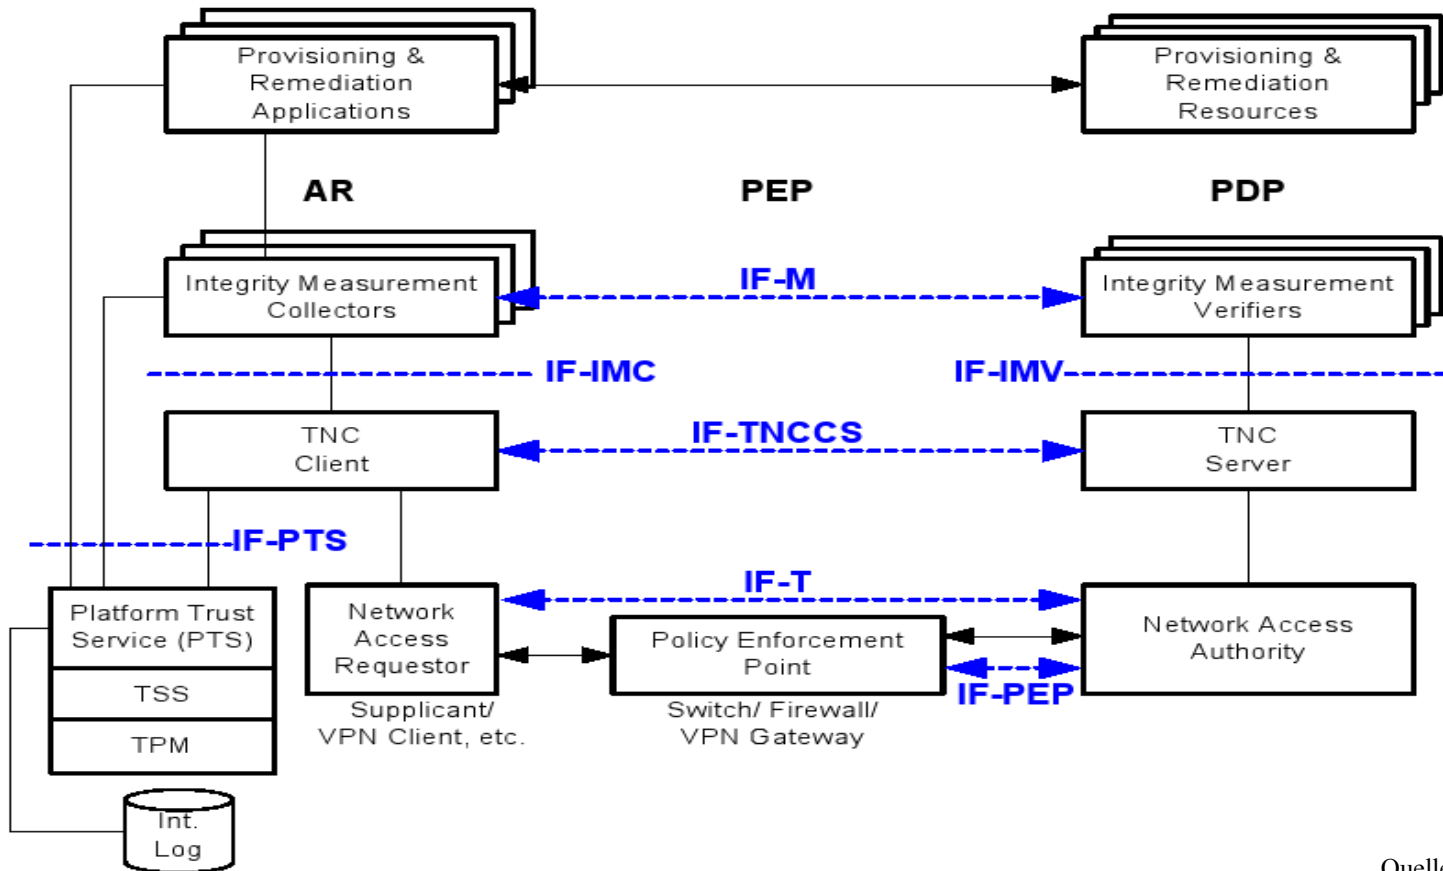 Provisioning &
Remediation
Applications
Provisioning &
Remediation
Resources
AR
PEP
PDP
Integrity Measurement
Collectors
IF-M
Integrity Measurement
Verifiers
IF-IMC
IF-IMV
TNC
Client
IF-TNCCS
TNC
Server
IF-PTS
Platform Trust
Service (PTS)
TSS
TPM
Int.
Log
Network
Access
Requestor
Supplicant/
VPN Client, etc.
IF-T
Policy Enforcement
Point
Switch/ Firewall/
VPN Gateway
IF-PEP
Network Access
Authority